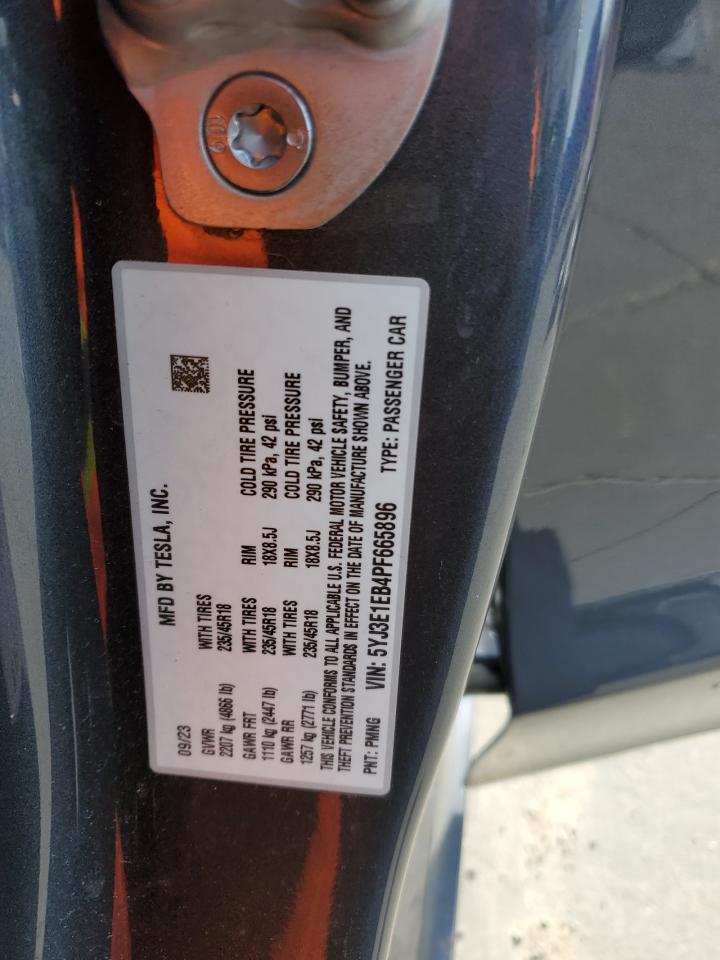 MFD BY TESLA, INC.
09/23
GVWR WITH TIRES
2207 kg (4866 lb) 235/45R18
GAWR FRT WITH TIRES RIM COLD TIRE PRESSURE
1110 kg (2447 lb) 235/45R18 18X8.5J 290 kPa, 42 psi
GAWR RR WITH TIRES RIM COLD TIRE PRESSURE
1257 kg (2771 lb) 235/45R18 18X8.5J 290 kPa, 42 psi
THIS VEHICLE CONFORMS TO ALL APPLICABLE U.S. FEDERAL MOTOR VEHICLE SAFETY, BUMPER, AND
THEFT PREVENTION STANDARDS IN EFFECT ON THE DATE OF MANUFACTURE SHOWN ABOVE.
PNT: PMNG VIN: 5YJ3E1EB4PF665896 TYPE: PASSENGER CAR